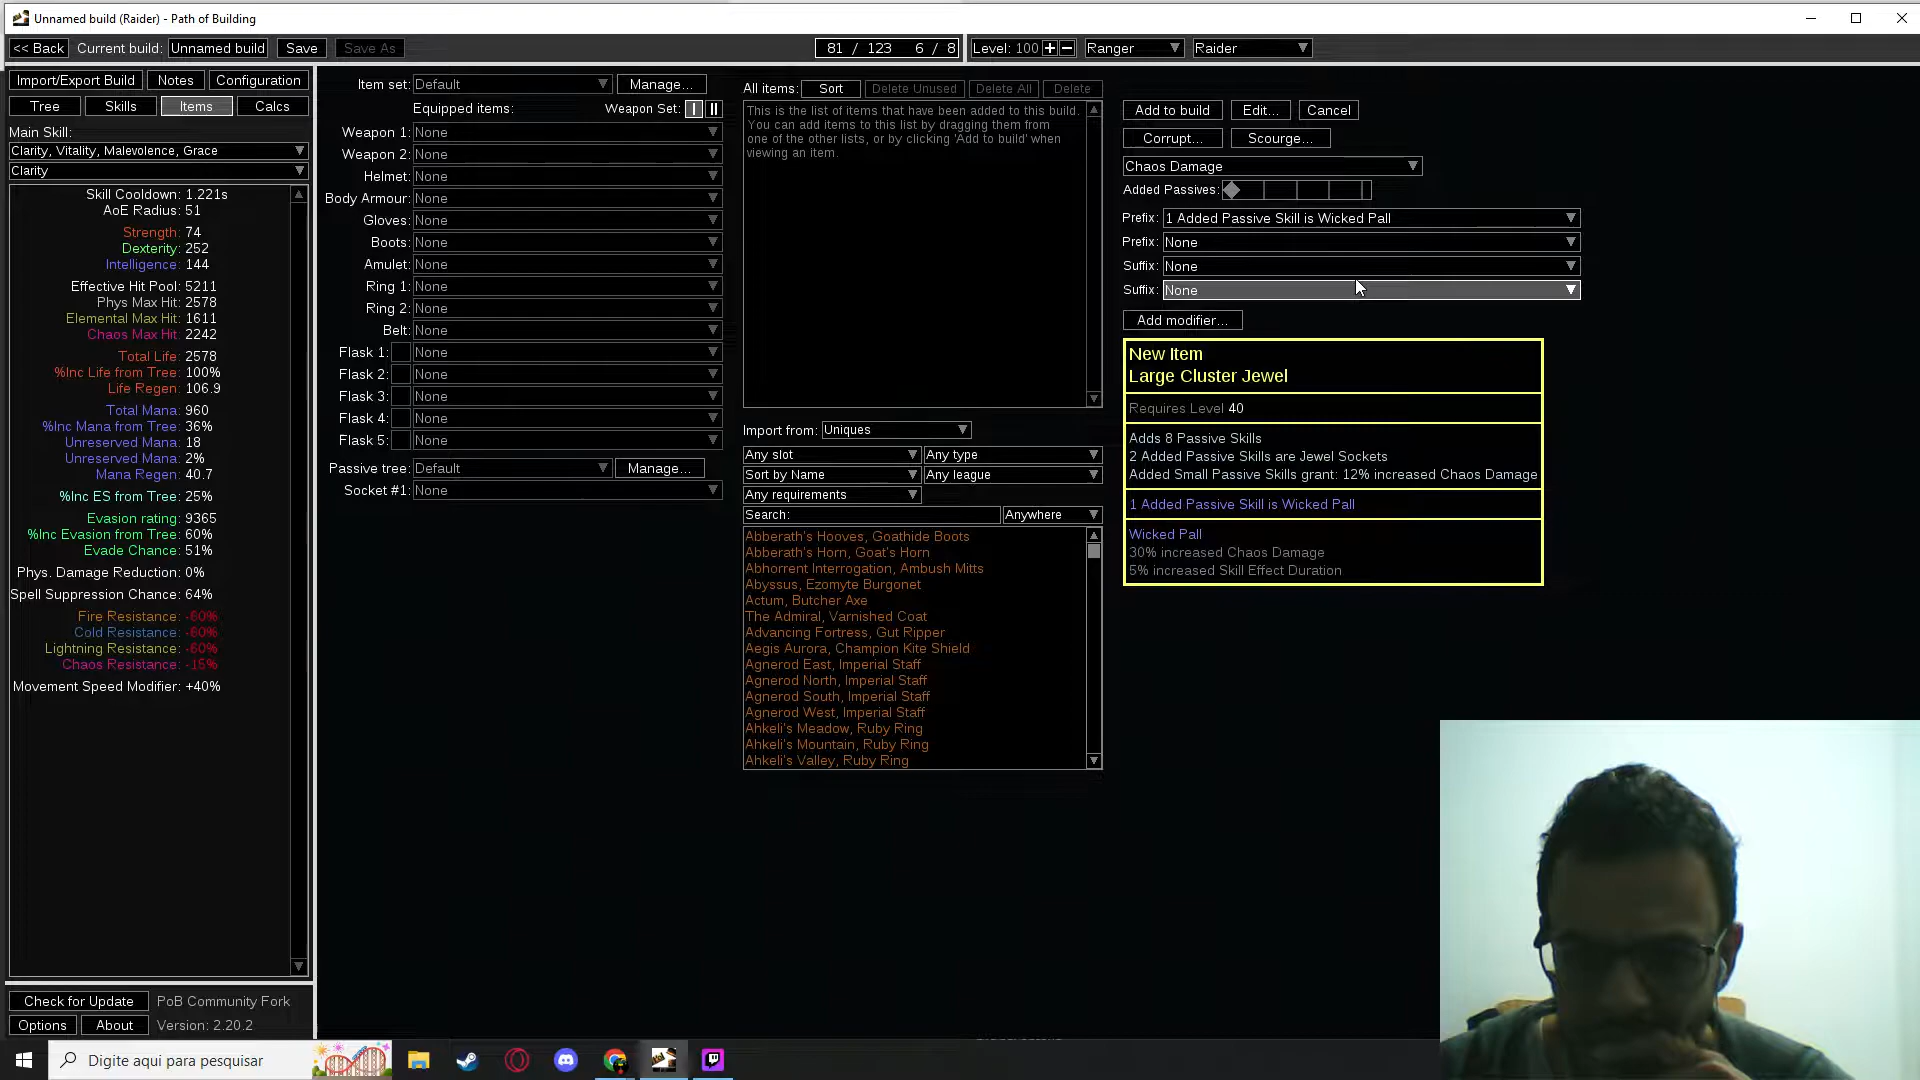 Unnamed build (Raider) - Path of Building
<< Back Current build: Unnamed build Save Save As 81 / 123 6 / 8 Level: 100 + − Ranger Raider
Import/Export Build Notes Configuration
Tree Skills Items Calcs
Main Skill:
Clarity, Vitality, Malevolence, Grace
Clarity
Skill Cooldown: 1.221s
AoE Radius: 51
Strength: 74
Dexterity: 252
Intelligence: 144
Effective Hit Pool: 5211
Phys Max Hit: 2578
Elemental Max Hit: 1611
Chaos Max Hit: 2242
Total Life: 2578
%Inc Life from Tree: 100%
Life Regen: 106.9
Total Mana: 960
%Inc Mana from Tree: 36%
Unreserved Mana: 18
Unreserved Mana: 2%
Mana Regen: 40.7
%Inc ES from Tree: 25%
Evasion rating: 9365
%Inc Evasion from Tree: 60%
Evade Chance: 51%
Phys. Damage Reduction: 0%
Spell Suppression Chance: 64%
Fire Resistance: -60%
Cold Resistance: -60%
Lightning Resistance: -60%
Chaos Resistance: -15%
Movement Speed Modifier: +40%
Check for Update PoB Community Fork
Options About Version: 2.20.2
Item set: Default Manage...
Equipped items: Weapon Set: I II
Weapon 1: None
Weapon 2: None
Helmet: None
Body Armour: None
Gloves: None
Boots: None
Amulet: None
Ring 1: None
Ring 2: None
Belt: None
Flask 1: None
Flask 2: None
Flask 3: None
Flask 4: None
Flask 5: None
Passive tree: Default Manage...
Socket #1: None
All items: Sort Delete Unused Delete All Delete
This is the list of items that have been added to this build.
You can add items to this list by dragging them from
one of the other lists, or by clicking 'Add to build' when
viewing an item.
Import from: Uniques
Any slot Any type
Sort by Name Any league
Any requirements
Search: Anywhere
Abberath's Hooves, Goathide Boots
Abberath's Horn, Goat's Horn
Abhorrent Interrogation, Ambush Mitts
Abyssus, Ezomyte Burgonet
Actum, Butcher Axe
The Admiral, Varnished Coat
Advancing Fortress, Gut Ripper
Aegis Aurora, Champion Kite Shield
Agnerod East, Imperial Staff
Agnerod North, Imperial Staff
Agnerod South, Imperial Staff
Agnerod West, Imperial Staff
Ahkeli's Meadow, Ruby Ring
Ahkeli's Mountain, Ruby Ring
Ahkeli's Valley, Ruby Ring
Add to build Edit... Cancel
Corrupt... Scourge...
Chaos Damage
Added Passives:
Prefix: 1 Added Passive Skill is Wicked Pall
Prefix: None
Suffix: None
Suffix: None
Add modifier...
New Item
Large Cluster Jewel
Requires Level 40
Adds 8 Passive Skills
2 Added Passive Skills are Jewel Sockets
Added Small Passive Skills grant: 12% increased Chaos Damage
1 Added Passive Skill is Wicked Pall
Wicked Pall
30% increased Chaos Damage
5% increased Skill Effect Duration
Digite aqui para pesquisar